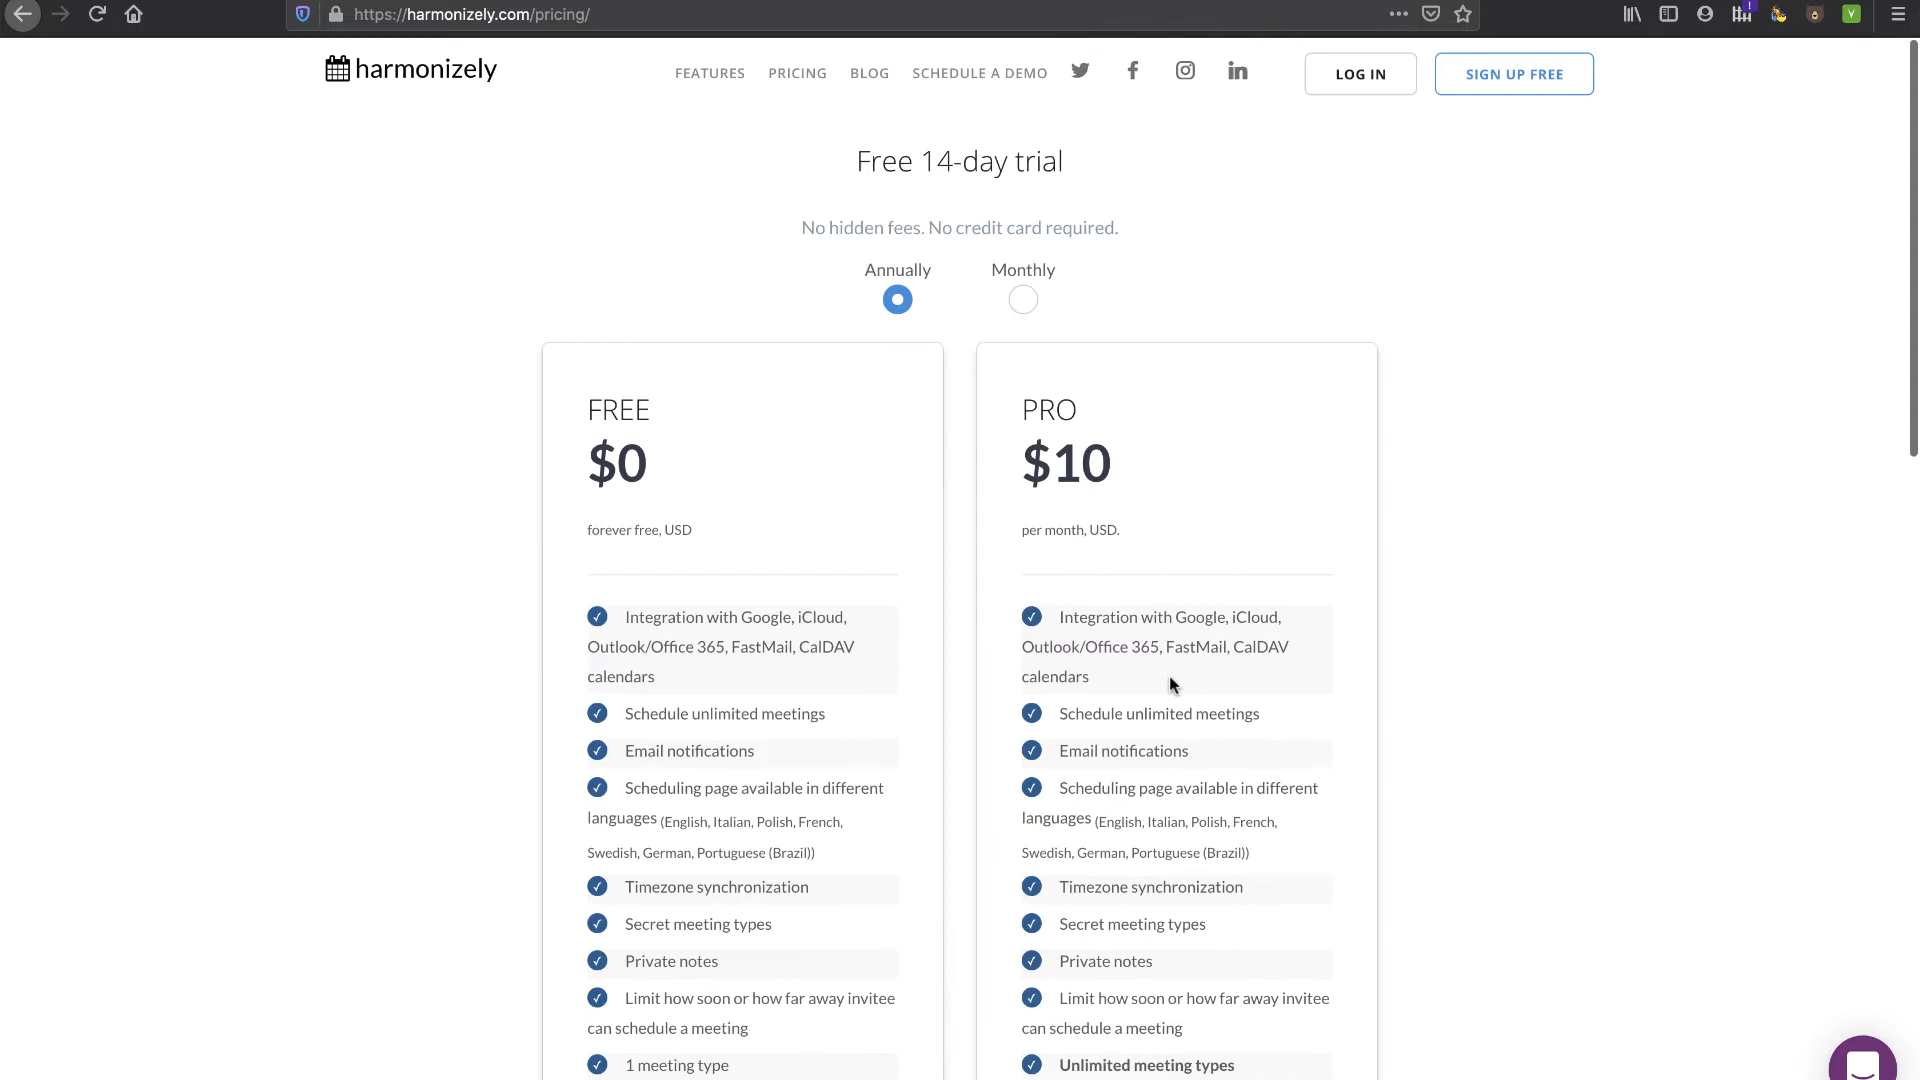 https://harmonizely.com/pricing/
harmonizely
FEATURES PRICING BLOG SCHEDULE A DEMO
LOG IN
SIGN UP FREE
Free 14-day trial
No hidden fees. No credit card required.
Annually
Monthly
FREE
$0
forever free, USD
Integration with Google, iCloud,
Outlook/Office 365, FastMail, CalDAV
calendars
Schedule unlimited meetings
Email notifications
Scheduling page available in different
languages (English, Italian, Polish, French,
Swedish, German, Portuguese (Brazil))
Timezone synchronization
Secret meeting types
Private notes
Limit how soon or how far away invitee
can schedule a meeting
1 meeting type
PRO
$10
per month, USD.
Integration with Google, iCloud,
Outlook/Office 365, FastMail, CalDAV
calendars
Schedule unlimited meetings
Email notifications
Scheduling page available in different
languages (English, Italian, Polish, French,
Swedish, German, Portuguese (Brazil))
Timezone synchronization
Secret meeting types
Private notes
Limit how soon or how far away invitee
can schedule a meeting
Unlimited meeting types